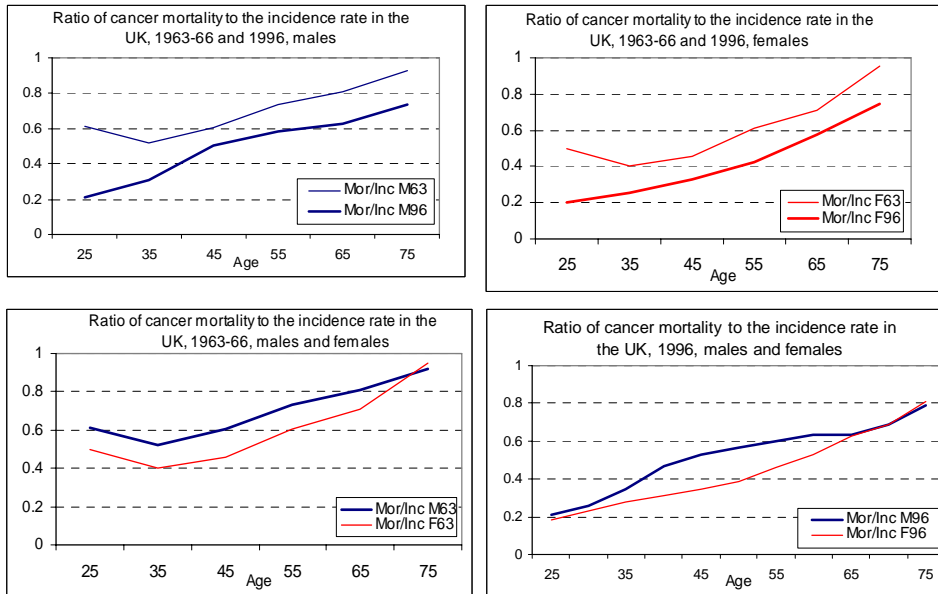 Ratio of cancer mortality to the incidence rate in the
UK, 1963-66 and 1996, males
1
0.8
0.6
0.4
0.2
0
Mor/Inc M63
Mor/Inc M96
25 35 45 55 65 75
Age
Ratio of cancer mortality to the incidence rate in the
UK, 1963-66 and 1996, females
1
0.8
0.6
0.4
0.2
0
Mor/Inc F63
Mor/Inc F96
25 35 45 55 65 75
Age
Ratio of cancer mortality to the incidence rate in the
UK, 1963-66, males and females
1
0.8
0.6
0.4
0.2
0
Mor/Inc M63
Mor/Inc F63
25 35 45 55 65 75
Age
Ratio of cancer mortality to the incidence rate in
the UK, 1996, males and females
1
0.8
0.6
0.4
0.2
0
Mor/Inc M96
Mor/Inc F96
25 35 45 55 65 75
Age